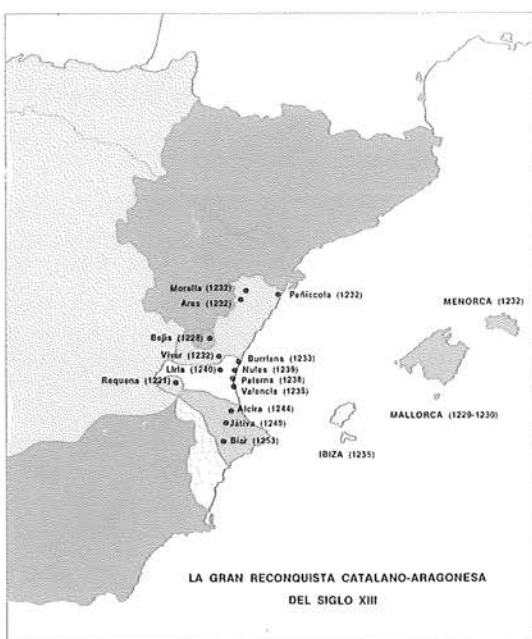 Morella (1232)
Ares (1232)
Peñíscola (1232)
MENORCA (1232)
Bejis (1228)
Viver (1232)
Burriana (1233)
Liria (1240)
Nules (1239)
Requena (1221)
Paterna (1238)
Valencia (1235)
MALLORCA (1229-1230)
Alcira (1244)
Játiva (1245)
IBIZA (1235)
Biar (1253)
LA GRAN RECONQUISTA CATALANO-ARAGONESA
DEL SIGLO XIII